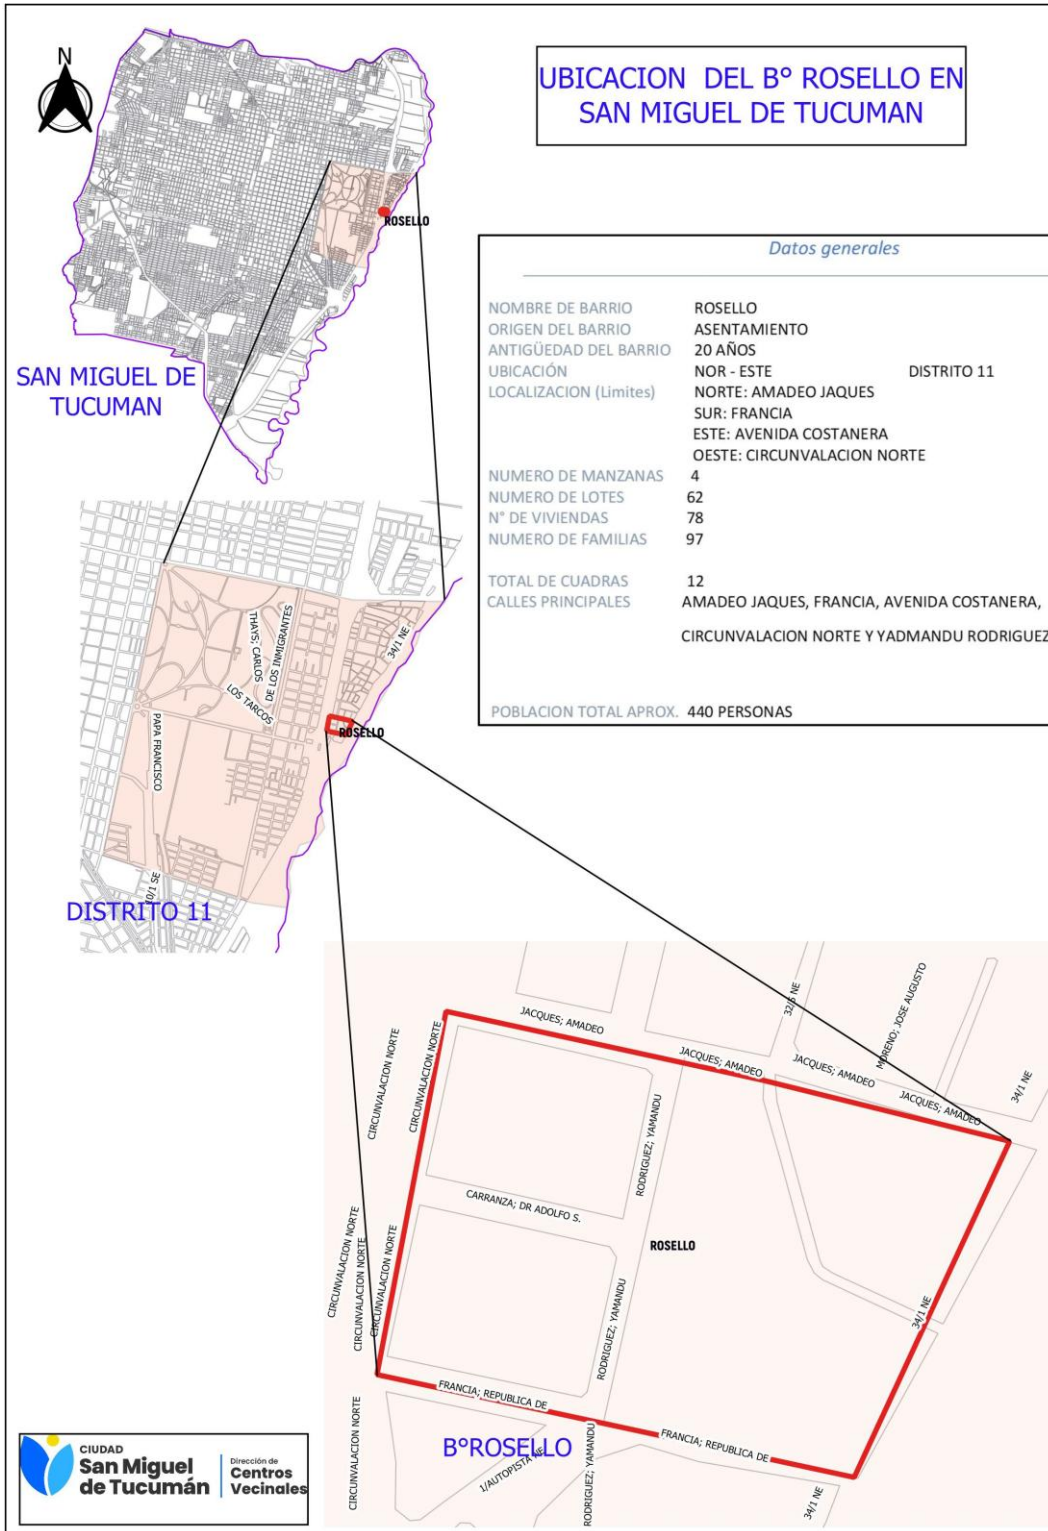 N
UBICACION DEL B° ROSELLO EN
SAN MIGUEL DE TUCUMAN
ROSELLO
SAN MIGUEL DE
TUCUMAN
Datos generales
NOMBRE DE BARRIO ROSELLO
ORIGEN DEL BARRIO ASENTAMIENTO
ANTIGÜEDAD DEL BARRIO 20 AÑOS
UBICACIÓN NOR - ESTE DISTRITO 11
LOCALIZACION (Limites) NORTE: AMADEO JAQUES
SUR: FRANCIA
ESTE: AVENIDA COSTANERA
OESTE: CIRCUNVALACION NORTE
NUMERO DE MANZANAS 4
NUMERO DE LOTES 62
N° DE VIVIENDAS 78
NUMERO DE FAMILIAS 97
TOTAL DE CUADRAS 12
CALLES PRINCIPALES AMADEO JAQUES, FRANCIA, AVENIDA COSTANERA,
CIRCUNVALACION NORTE Y YADMANDU RODRIGUEZ
POBLACION TOTAL APROX. 440 PERSONAS
THAYS; CARLOS
DE LOS INMIGRANTES
34/1 NE
LOS TARCOS
PAPA FRANCISCO
ROSELLO
10/1 SE
DISTRITO 11
JACQUES; AMADEO
JACQUES; AMADEO
JACQUES; AMADEO
JACQUES; AMADEO
32/5 NE
MORENO; JOSE AUGUSTO
34/1 NE
CIRCUNVALACION NORTE
CIRCUNVALACION NORTE
RODRIGUEZ; YAMANDU
CARRANZA; DR ADOLFO S.
ROSELLO
CIRCUNVALACION NORTE
CIRCUNVALACION NORTE
CIRCUNVALACION NORTE
RODRIGUEZ; YAMANDU
34/1 NE
FRANCIA; REPUBLICA DE
FRANCIA; REPUBLICA DE
CIRCUNVALACION NORTE
B°ROSELLO
1/AUTOPISTA NE
RODRIGUEZ; YAMANDU
34/1 NE
CIUDAD
San Miguel
de Tucumán
Dirección de
Centros
Vecinales